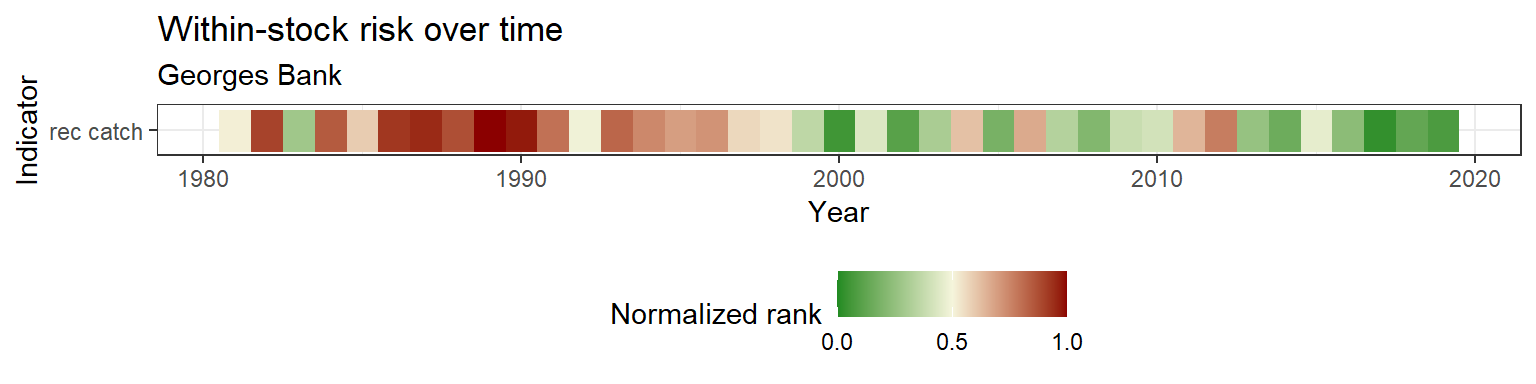 Within-stock risk over time
Georges Bank
Indicator
rec catch
1980 1990 2000 2010 2020
Year
Normalized rank
0.0 0.5 1.0